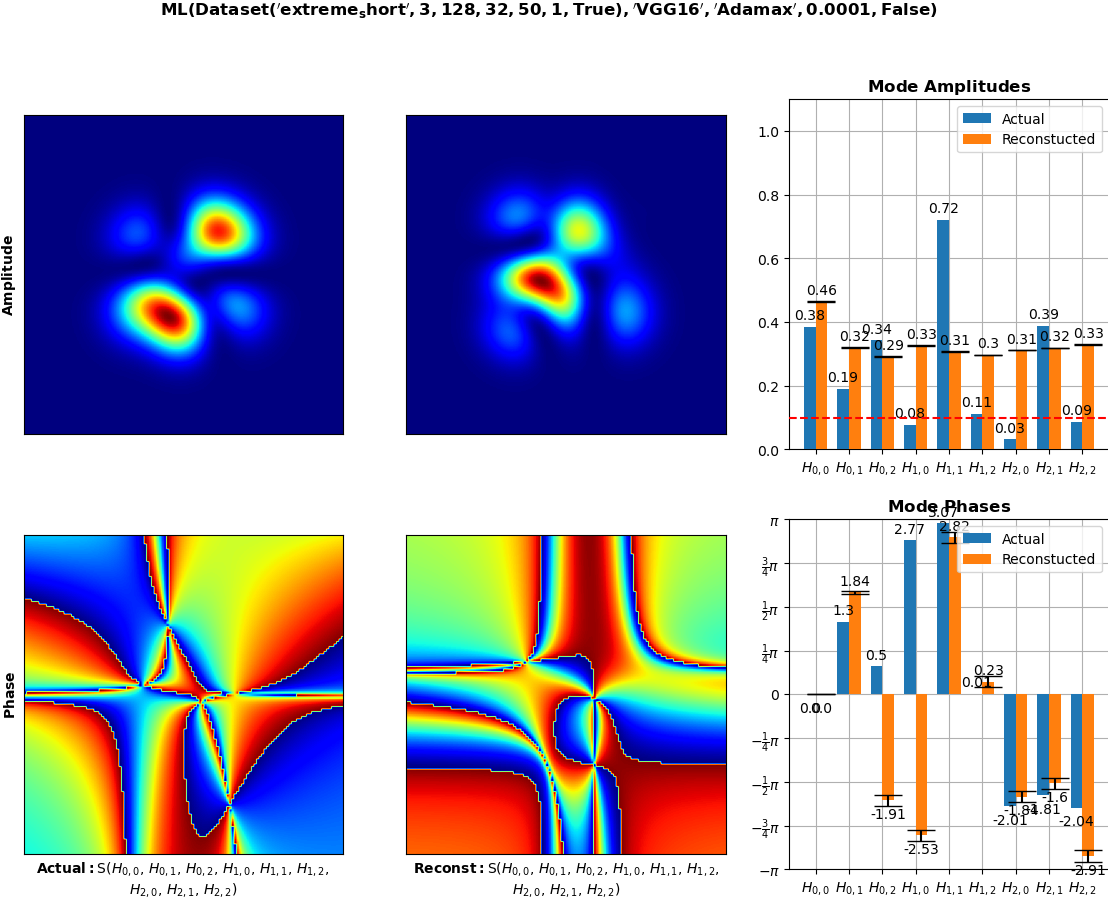 ML(Dataset('extreme_short', 3, 128, 32, 50, 1, True), 'VGG16', 'Adamax', 0.0001, False)
Mode Amplitudes
Amplitude
Actual
Reconstucted
1.0
0.8
0.6
0.4
0.2
0.0
0.38
0.46
0.19
0.32
0.34
0.29
0.08
0.33
0.72
0.31
0.11
0.3
0.03
0.31
0.39
0.32
0.09
0.33
H0,0 H0,1 H0,2 H1,0 H1,1 H1,2 H2,0 H2,1 H2,2
Mode Phases
Phase
Actual
Reconstucted
π
3/4π
1/2π
1/4π
0
−1/4π
−1/2π
−3/4π
−π
0.0
0.0
1.3
1.84
0.5
-1.91
2.77
-2.53
3.07
2.82
0.23
-2.01
-1.84
-1.81
-1.6
-2.04
-2.91
H0,0 H0,1 H0,2 H1,0 H1,1 H1,2 H2,0 H2,1 H2,2
Actual: S(H0,0, H0,1, H0,2, H1,0, H1,1, H1,2,
H2,0, H2,1, H2,2)
Reconst: S(H0,0, H0,1, H0,2, H1,0, H1,1, H1,2,
H2,0, H2,1, H2,2)